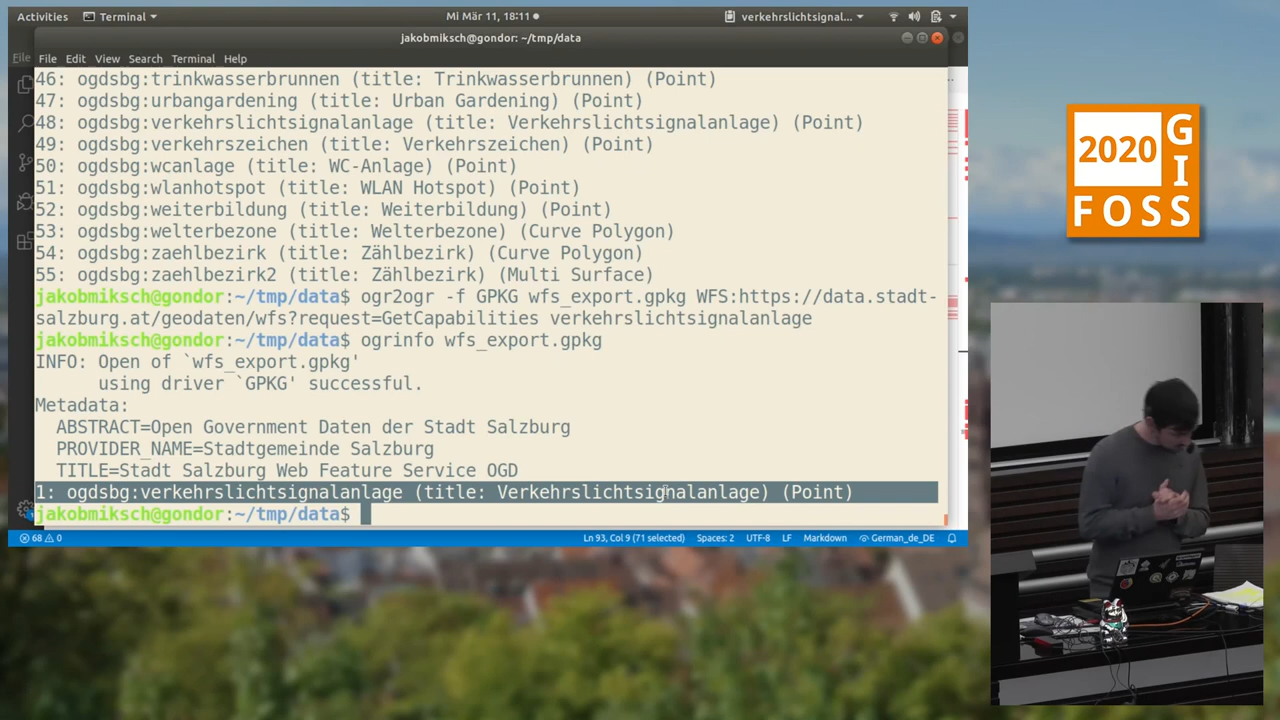 Activities
Terminal
Mi Mär 11, 18:11
verkehrslichtsignal...
jakobmiksch@gondor: ~/tmp/data
File
File Edit View Search Terminal Help
46: ogdsbg:trinkwasserbrunnen (title: Trinkwasserbrunnen) (Point)
47: ogdsbg:urbangardening (title: Urban Gardening) (Point)
48: ogdsbg:verkehrslichtsignalanlage (title: Verkehrslichtsignalanlage) (Point)
49: ogdsbg:verkehrszeichen (title: Verkehrszeichen) (Point)
50: ogdsbg:wcanlage (title: WC-Anlage) (Point)
51: ogdsbg:wlanhotspot (title: WLAN Hotspot) (Point)
52: ogdsbg:weiterbildung (title: Weiterbildung) (Point)
53: ogdsbg:welterbezone (title: Welterbezone) (Curve Polygon)
54: ogdsbg:zaehlbezirk (title: Zählbezirk) (Curve Polygon)
55: ogdsbg:zaehlbezirk2 (title: Zählbezirk) (Multi Surface)
jakobmiksch@gondor:~/tmp/data$ ogr2ogr -f GPKG wfs_export.gpkg WFS:https://data.stadt-
salzburg.at/geodaten/wfs?request=GetCapabilities verkehrslichtsignalanlage
jakobmiksch@gondor:~/tmp/data$ ogrinfo wfs_export.gpkg
INFO: Open of `wfs_export.gpkg'
using driver `GPKG' successful.
Metadata:
ABSTRACT=Open Government Daten der Stadt Salzburg
PROVIDER_NAME=Stadtgemeinde Salzburg
TITLE=Stadt Salzburg Web Feature Service OGD
1: ogdsbg:verkehrslichtsignalanlage (title: Verkehrslichtsignalanlage) (Point)
jakobmiksch@gondor:~/tmp/data$
68 0
Ln 93, Col 9 (71 selected) Spaces: 2 UTF-8 LF Markdown German_de_DE
2020
GIS
FOSS